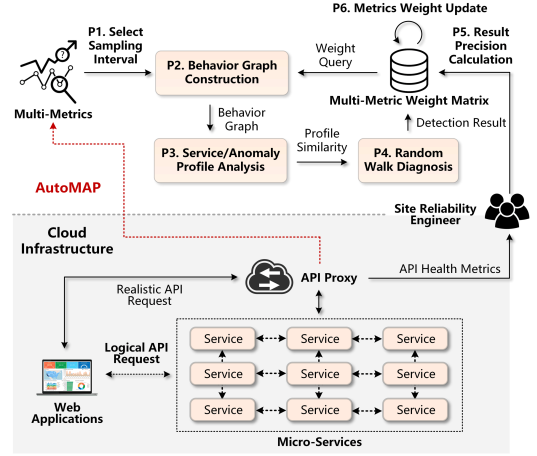 P6. Metrics Weight Update
P1. Select
Sampling
Interval
P5. Result
Precision
Calculation
Weight
Query
P2. Behavior Graph
Construction
Multi-Metrics
Multi-Metric Weight Matrix
Behavior
Graph
Detection Result
Profile
Similarity
P3. Service/Anomaly
Profile Analysis
P4. Random
Walk Diagnosis
AutoMAP
Site Reliability
Engineer
Cloud
Infrastructure
API Proxy
API Health Metrics
Realistic API
Request
Logical API
Request
Service
Service
Service
Service
Service
Service
Service
Service
Service
Web
Applications
Micro-Services